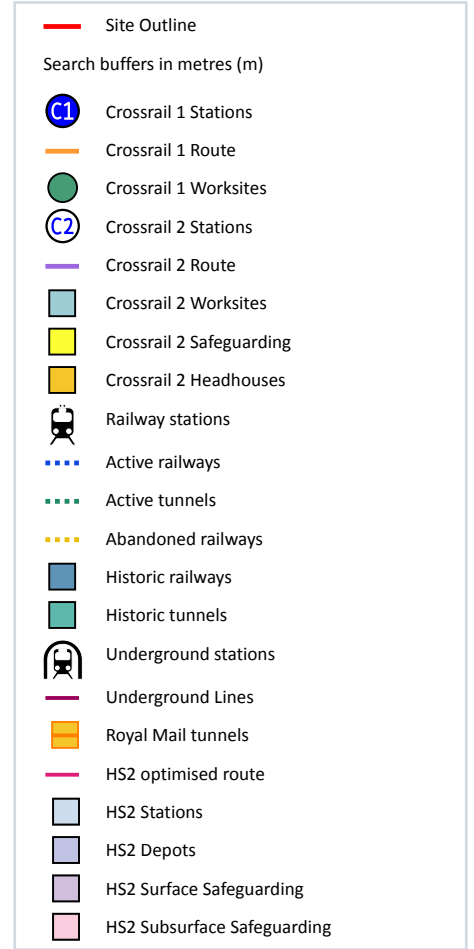 Site Outline
Search buffers in metres (m)
C1 Crossrail 1 Stations
Crossrail 1 Route
Crossrail 1 Worksites
C2 Crossrail 2 Stations
Crossrail 2 Route
Crossrail 2 Worksites
Crossrail 2 Safeguarding
Crossrail 2 Headhouses
Railway stations
Active railways
Active tunnels
Abandoned railways
Historic railways
Historic tunnels
Underground stations
Underground Lines
Royal Mail tunnels
HS2 optimised route
HS2 Stations
HS2 Depots
HS2 Surface Safeguarding
HS2 Subsurface Safeguarding